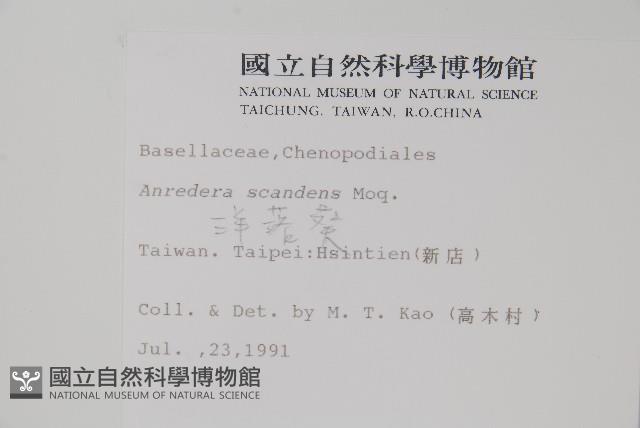 國立自然科學博物館
NATIONAL MUSEUM OF NATURAL SCIENCE
TAICHUNG, TAIWAN, R.O.CHINA
Basellaceae,Chenopodiales
Anredera scandens Moq.
洋落葵
Taiwan. Taipei:Hsintien(新店)
Coll. & Det. by M. T. Kao (高木村)
Jul. ,23,1991
國立自然科學博物館
NATIONAL MUSEUM OF NATURAL SCIENCE